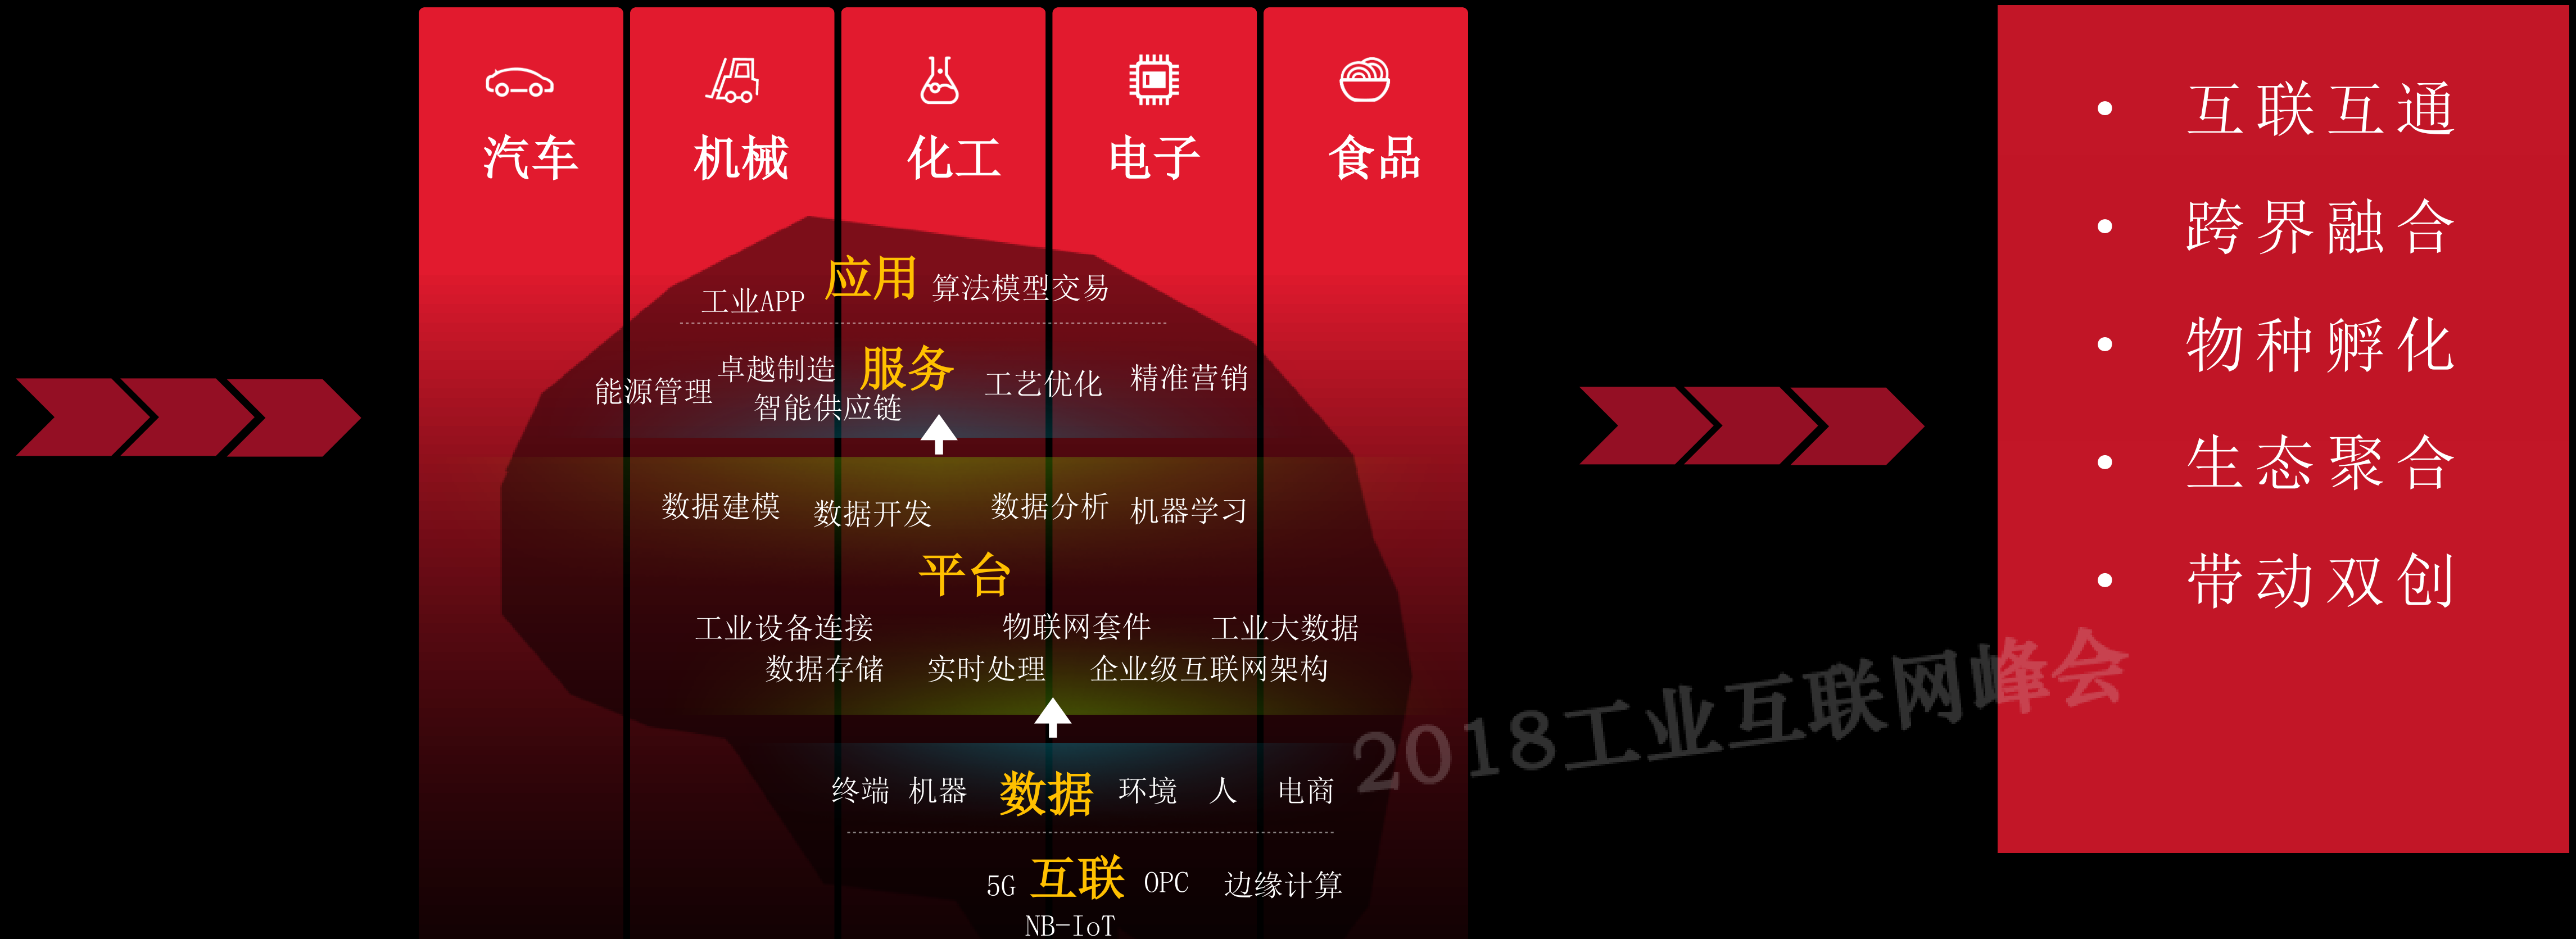 汽车 机械 化工 电子 食品
应用
工业APP 算法模型交易
服务
卓越制造
能源管理 工艺优化 精准营销
智能供应链
数据建模 数据开发 数据分析 机器学习
平台
工业设备连接 物联网套件 工业大数据
数据存储 实时处理 企业级互联网架构
终端 机器 数据 环境 人 电商
5G 互联 OPC 边缘计算
NB-IoT
• 互联互通
• 跨界融合
• 物种孵化
• 生态聚合
• 带动双创
2018工业互联网峰会